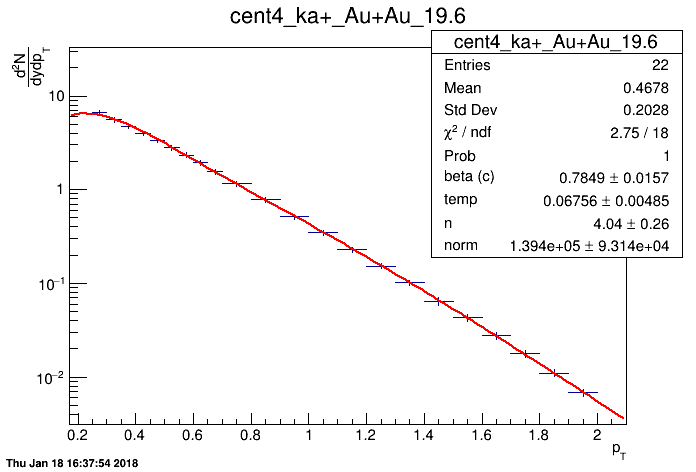 cent4_ka+_Au+Au_19.6
cent4_ka+_Au+Au_19.6
Entries 22
Mean 0.4678
Std Dev 0.2028
χ² / ndf 2.75 / 18
Prob 1
beta (c) 0.7849 ± 0.0157
temp 0.06756 ± 0.00485
n 4.04 ± 0.26
norm 1.394e+05 ± 9.314e+04
d²N
dydp_T
10
1
10⁻¹
10⁻²
0.2 0.4 0.6 0.8 1 1.2 1.4 1.6 1.8 2
p_T
Thu Jan 18 16:37:54 2018